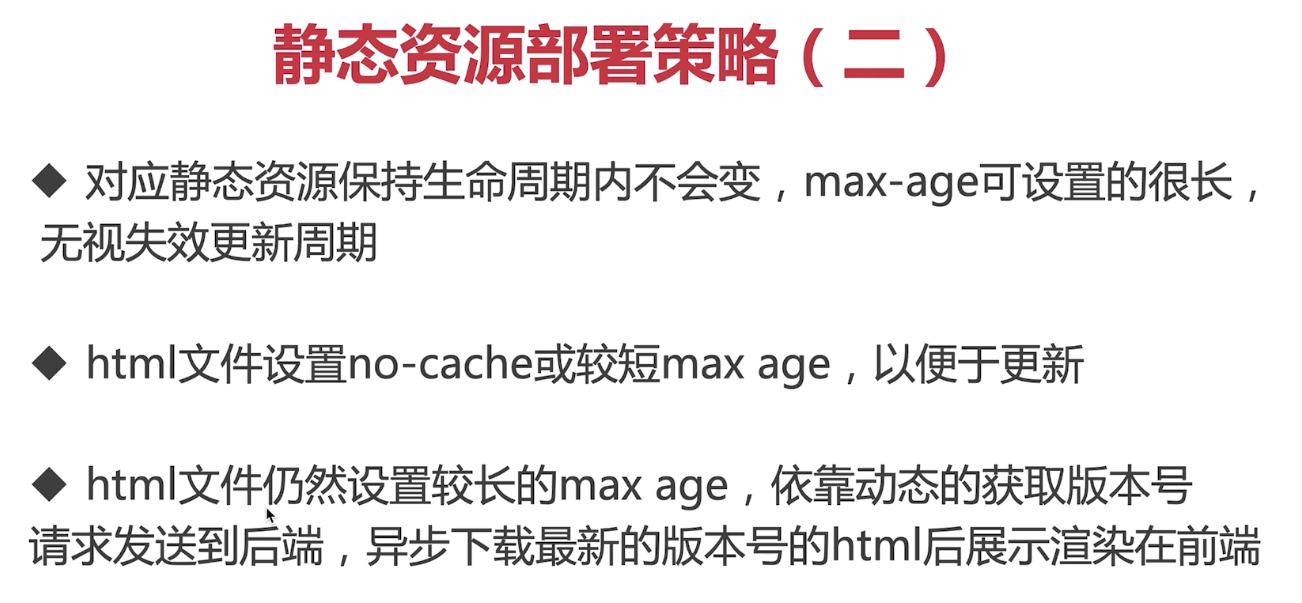 静态资源部署策略（二）
◆ 对应静态资源保持生命周期内不会变，max-age可设置的很长，
无视失效更新周期
◆ html文件设置no-cache或较短max age，以便于更新
◆ html文件仍然设置较长的max age，依靠动态的获取版本号
请求发送到后端，异步下载最新的版本号的html后展示渲染在前端